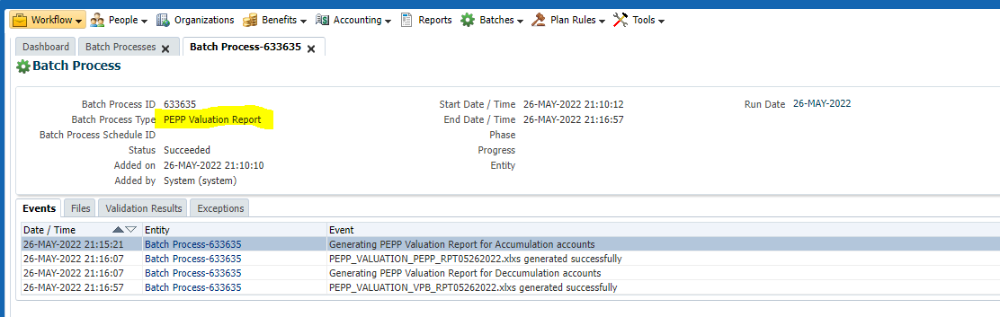 Workflow People Organizations Benefits Accounting Reports Batches Plan Rules Tools
Dashboard Batch Processes Batch Process-633635
Batch Process
Batch Process ID 633635 Start Date / Time 26-MAY-2022 21:10:12 Run Date 26-MAY-2022
Batch Process Type PEPP Valuation Report End Date / Time 26-MAY-2022 21:16:57
Batch Process Schedule ID Phase
Status Succeeded Progress
Added on 26-MAY-2022 21:10:10 Entity
Added by System (system)
Events Files Validation Results Exceptions
Date / Time Entity Event
26-MAY-2022 21:15:21 Batch Process-633635 Generating PEPP Valuation Report for Accumulation accounts
26-MAY-2022 21:16:07 Batch Process-633635 PEPP_VALUATION_PEPP_RPT05262022.xlxs generated successfully
26-MAY-2022 21:16:07 Batch Process-633635 Generating PEPP Valuation Report for Deccumulation accounts
26-MAY-2022 21:16:57 Batch Process-633635 PEPP_VALUATION_VPB_RPT05262022.xlxs generated successfully